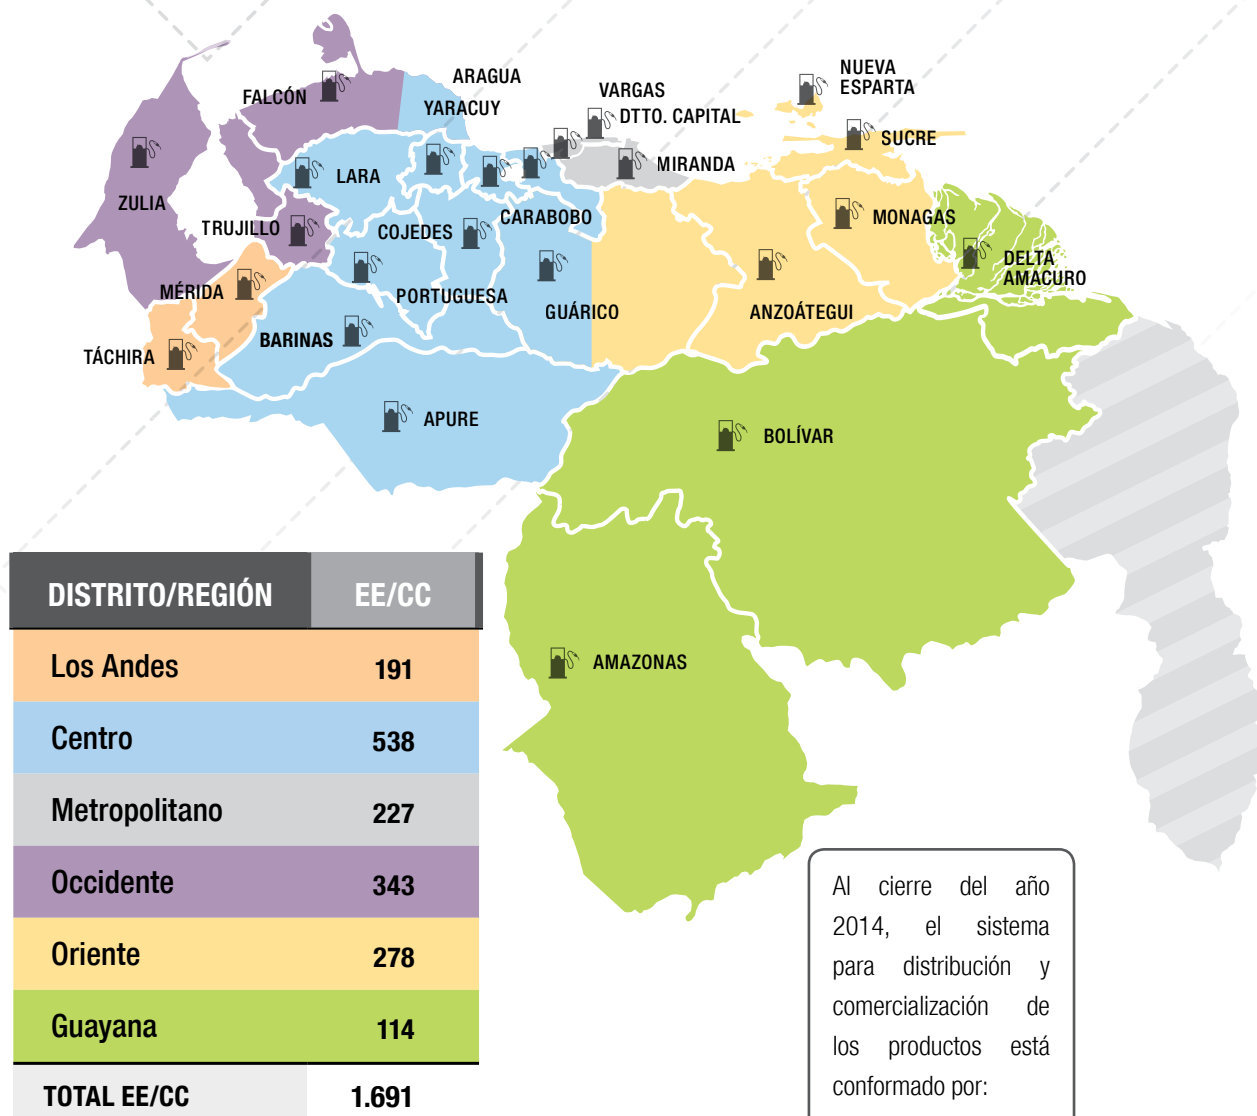 NUEVA
ESPARTA
ARAGUA
VARGAS
FALCÓN
YARACUY
DTTO. CAPITAL
SUCRE
MIRANDA
LARA
ZULIA
CARABOBO
MONAGAS
TRUJILLO
COJEDES
DELTA
AMACURO
MÉRIDA
PORTUGUESA
GUÁRICO
ANZOÁTEGUI
BARINAS
TÁCHIRA
APURE
BOLÍVAR
AMAZONAS
DISTRITO/REGIÓN EE/CC
Los Andes 191
Centro 538
Metropolitano 227
Occidente 343
Oriente 278
Guayana 114
TOTAL EE/CC 1.691
Al cierre del año
2014, el sistema
para distribución y
comercialización de
los productos está
conformado por: